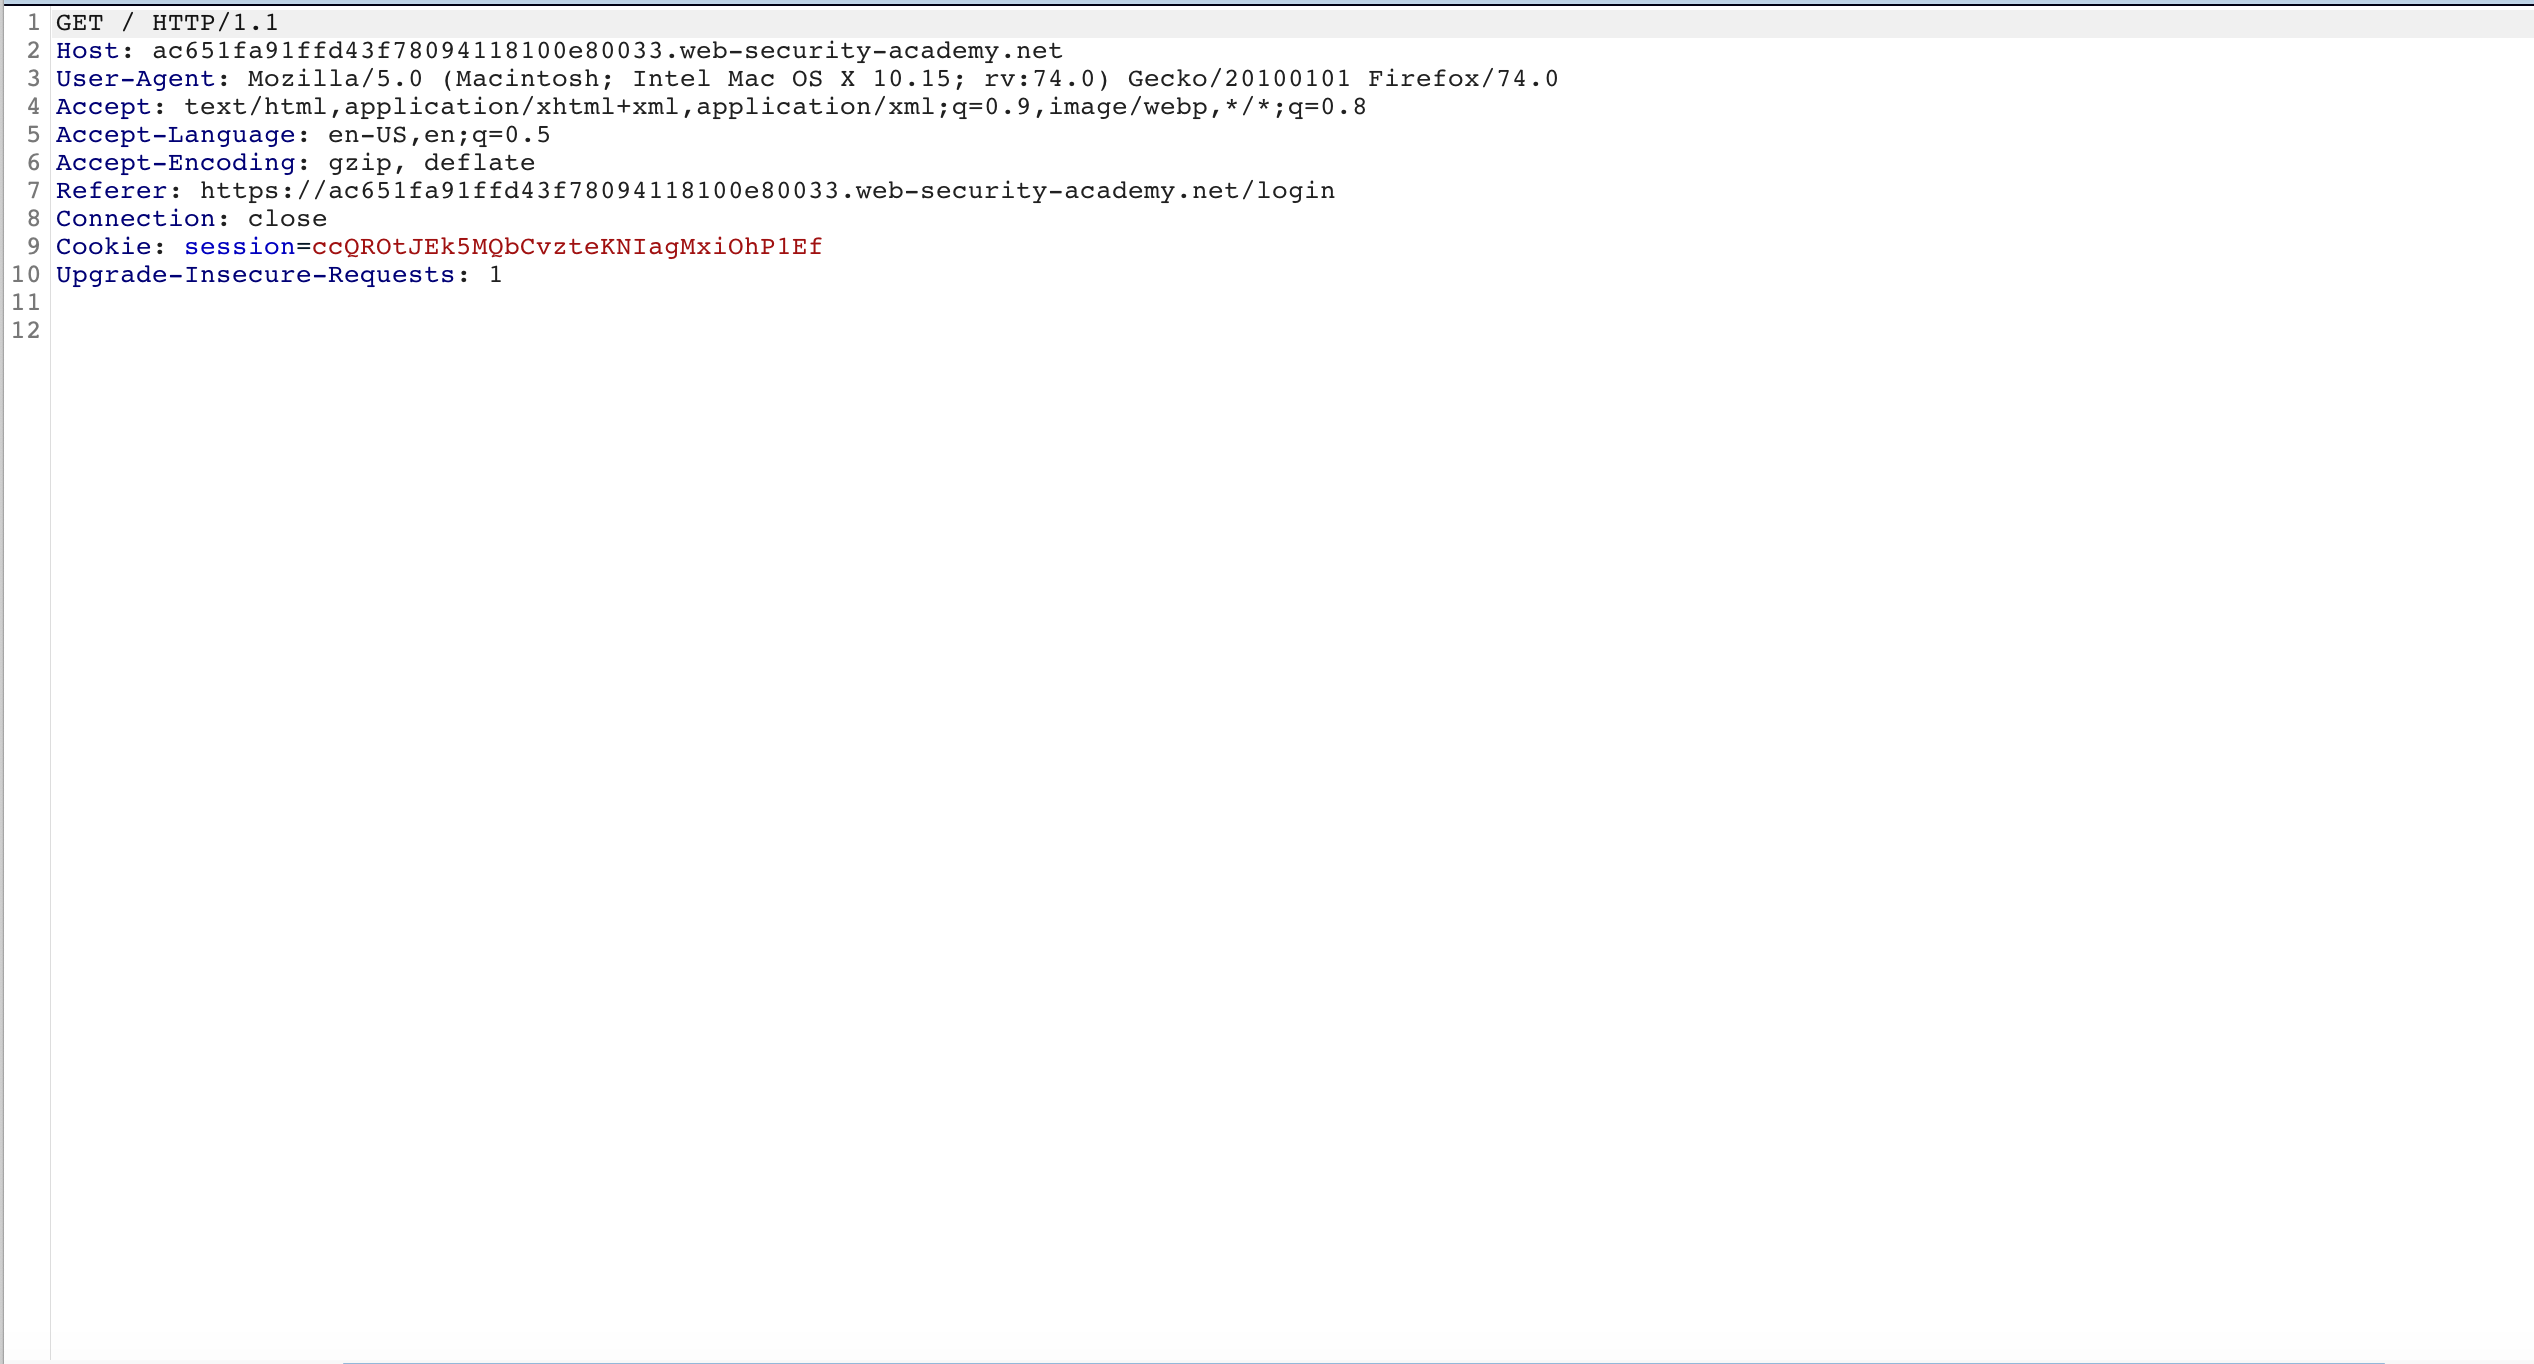 1 GET / HTTP/1.1
2 Host: ac651fa91ffd43f78094118100e80033.web-security-academy.net
3 User-Agent: Mozilla/5.0 (Macintosh; Intel Mac OS X 10.15; rv:74.0) Gecko/20100101 Firefox/74.0
4 Accept: text/html,application/xhtml+xml,application/xml;q=0.9,image/webp,*/*;q=0.8
5 Accept-Language: en-US,en;q=0.5
6 Accept-Encoding: gzip, deflate
7 Referer: https://ac651fa91ffd43f78094118100e80033.web-security-academy.net/login
8 Connection: close
9 Cookie: session=ccQROtJEk5MQbCvzteKNIagMxiOhP1Ef
10 Upgrade-Insecure-Requests: 1
11
12